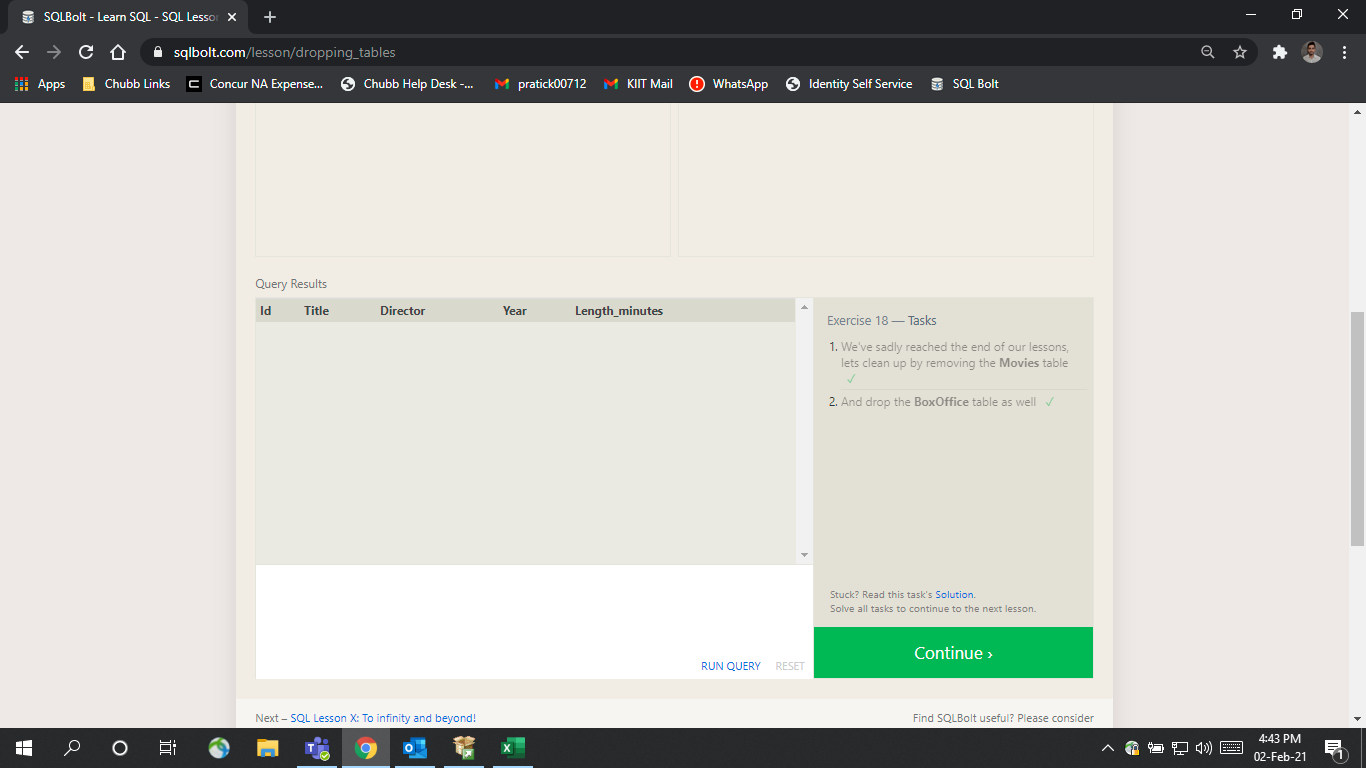 SQLBolt - Learn SQL - SQL Lesso
sqlbolt.com/lesson/dropping_tables
Apps Chubb Links Concur NA Expense... Chubb Help Desk -... pratick00712 KIIT Mail WhatsApp Identity Self Service SQL Bolt
Query Results
Id Title Director Year Length_minutes
Exercise 18 — Tasks
1. We've sadly reached the end of our lessons,
lets clean up by removing the Movies table
✓
2. And drop the BoxOffice table as well ✓
Stuck? Read this task's Solution.
Solve all tasks to continue to the next lesson.
RUN QUERY RESET
Continue ›
Next – SQL Lesson X: To infinity and beyond!
Find SQLBolt useful? Please consider
4:43 PM
02-Feb-21
1